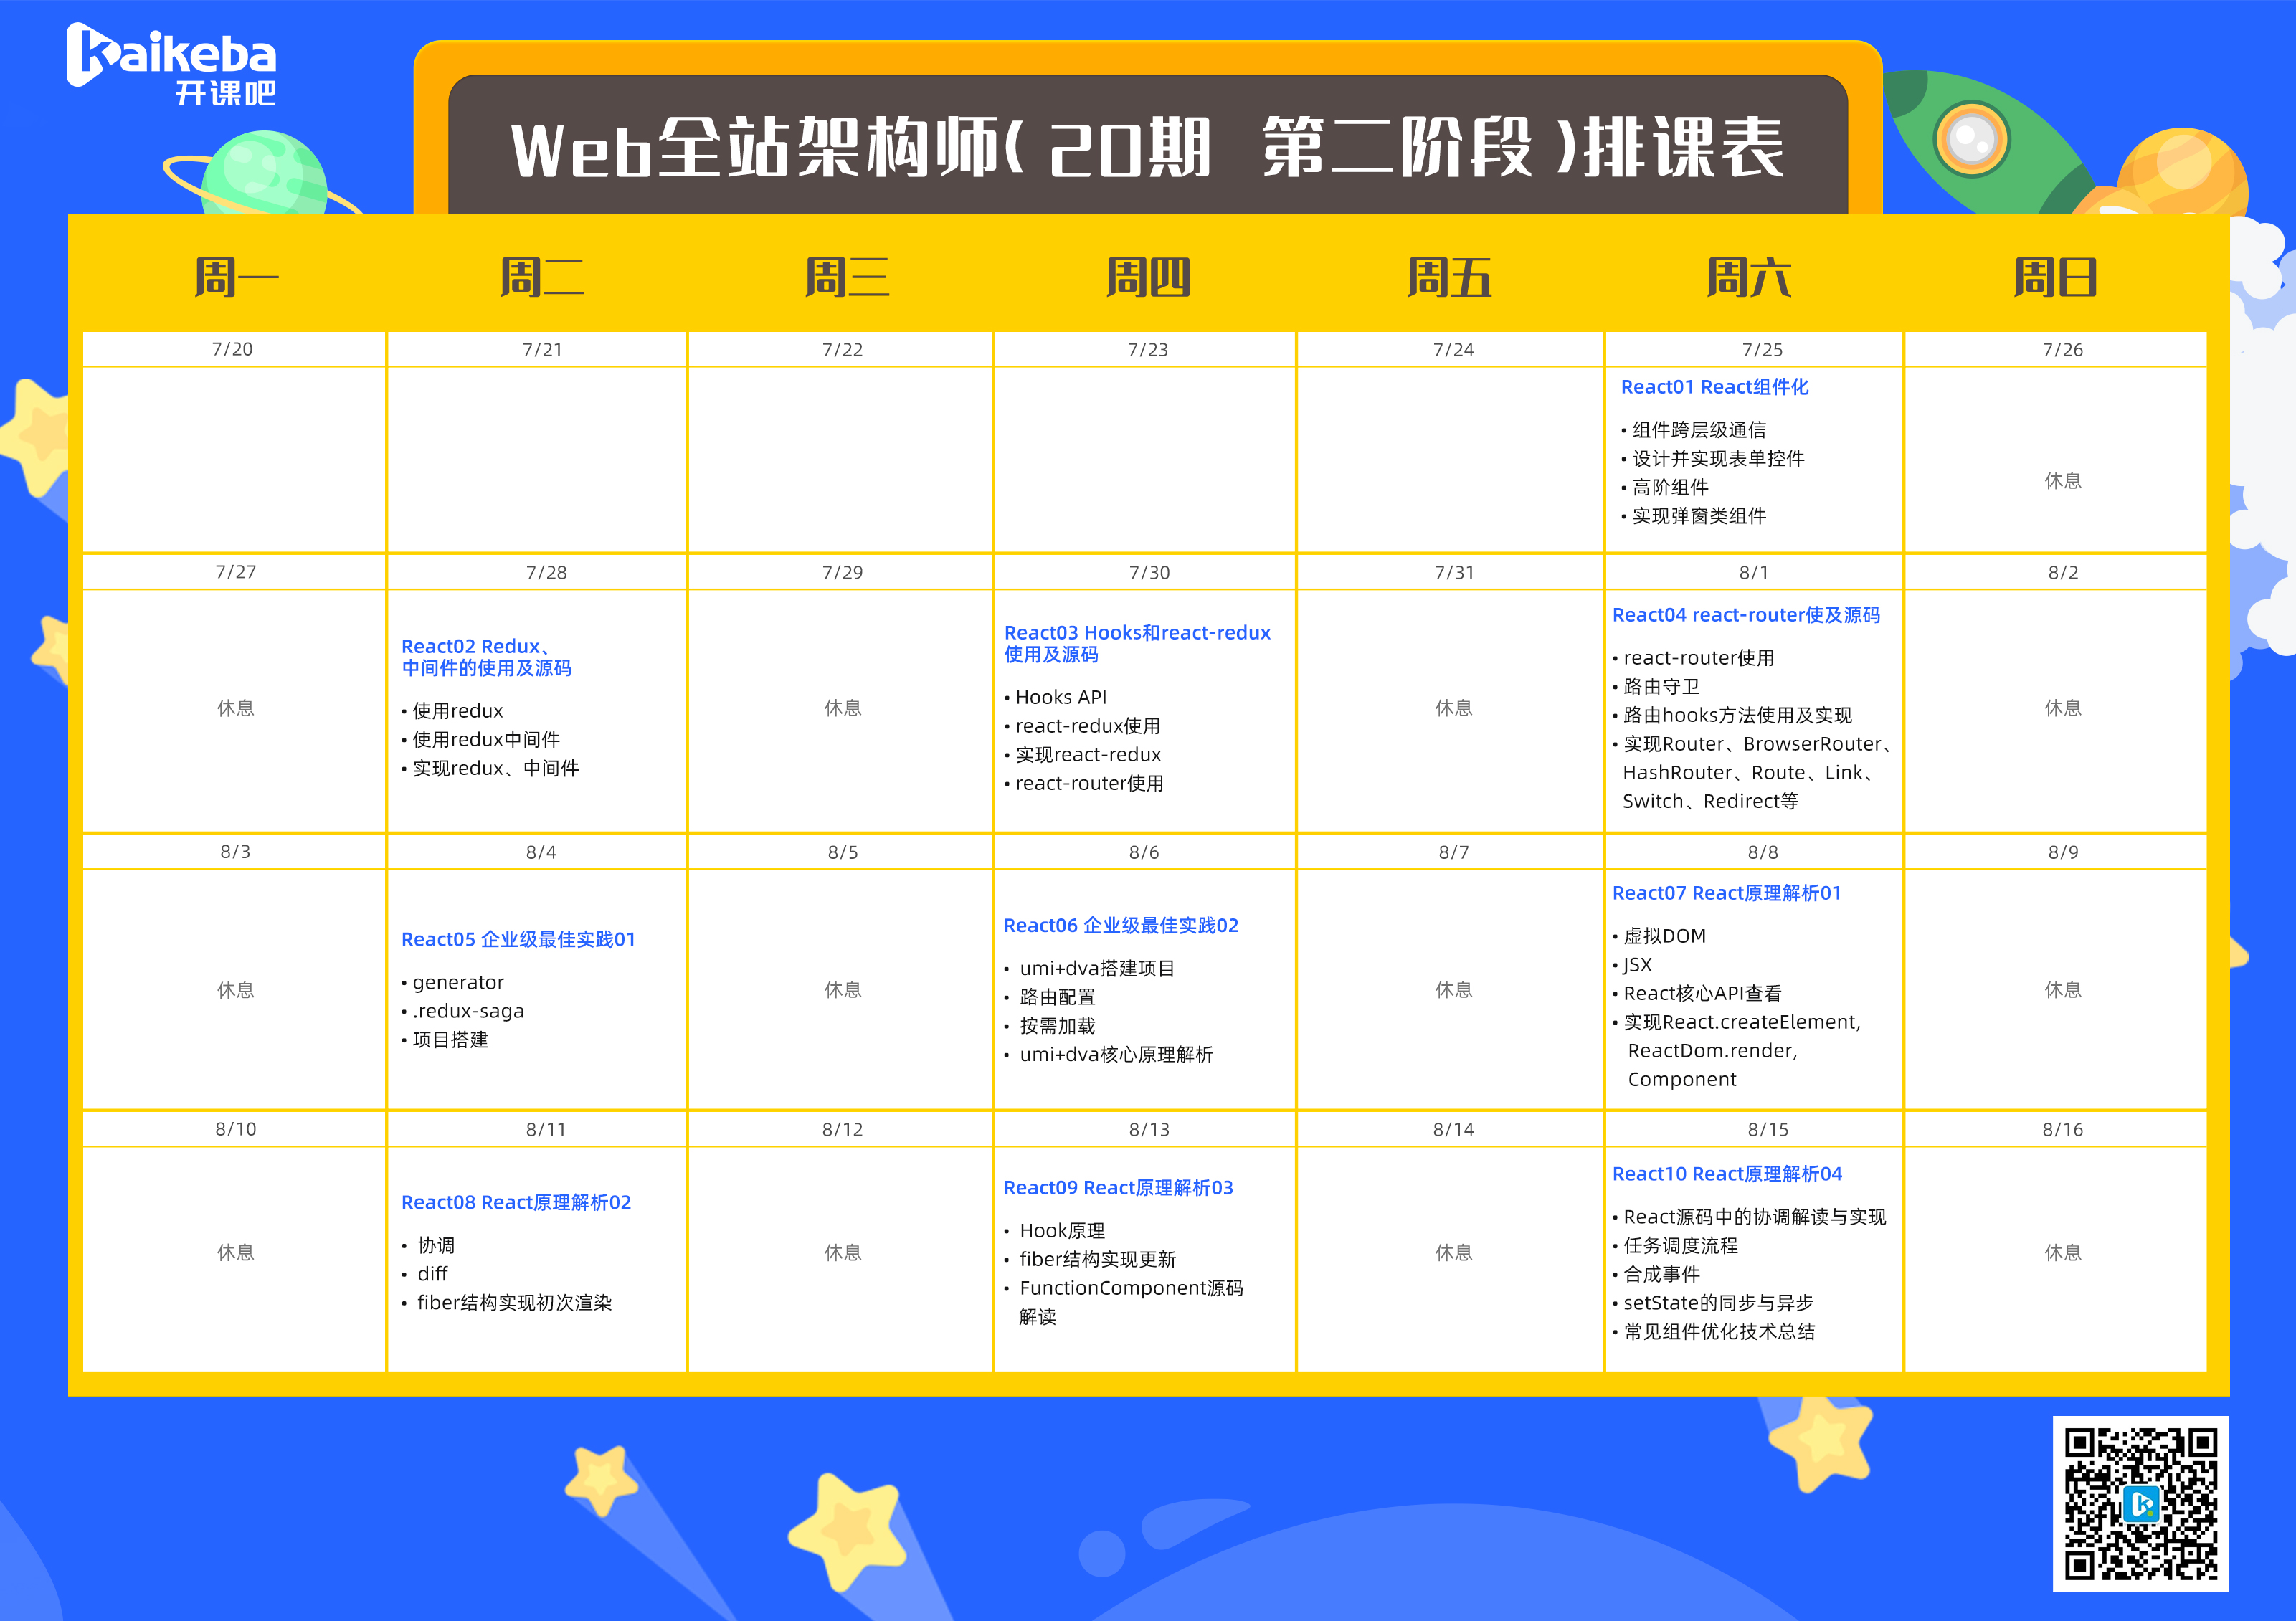 kaikeba
开课吧
Web全站架构师( 20期 第二阶段 )排课表
周一 周二 周三 周四 周五 周六 周日
7/20 7/21 7/22 7/23 7/24 7/25 7/26
React01 React组件化
• 组件跨层级通信
• 设计并实现表单控件
• 高阶组件
• 实现弹窗类组件
休息
7/27 7/28 7/29 7/30 7/31 8/1 8/2
休息
React02 Redux、
中间件的使用及源码
• 使用redux
• 使用redux中间件
• 实现redux、中间件
休息
React03 Hooks和react-redux
使用及源码
• Hooks API
• react-redux使用
• 实现react-redux
• react-router使用
休息
React04 react-router使及源码
• react-router使用
• 路由守卫
• 路由hooks方法使用及实现
• 实现Router、BrowserRouter、
HashRouter、Route、Link、
Switch、Redirect等
休息
8/3 8/4 8/5 8/6 8/7 8/8 8/9
休息
React05 企业级最佳实践01
• generator
• .redux-saga
• 项目搭建
休息
React06 企业级最佳实践02
• umi+dva搭建项目
• 路由配置
• 按需加载
• umi+dva核心原理解析
休息
React07 React原理解析01
• 虚拟DOM
• JSX
• React核心API查看
• 实现React.createElement,
ReactDom.render,
Component
休息
8/10 8/11 8/12 8/13 8/14 8/15 8/16
休息
React08 React原理解析02
• 协调
• diff
• fiber结构实现初次渲染
休息
React09 React原理解析03
• Hook原理
• fiber结构实现更新
• FunctionComponent源码
解读
休息
React10 React原理解析04
• React源码中的协调解读与实现
• 任务调度流程
• 合成事件
• setState的同步与异步
• 常见组件优化技术总结
休息